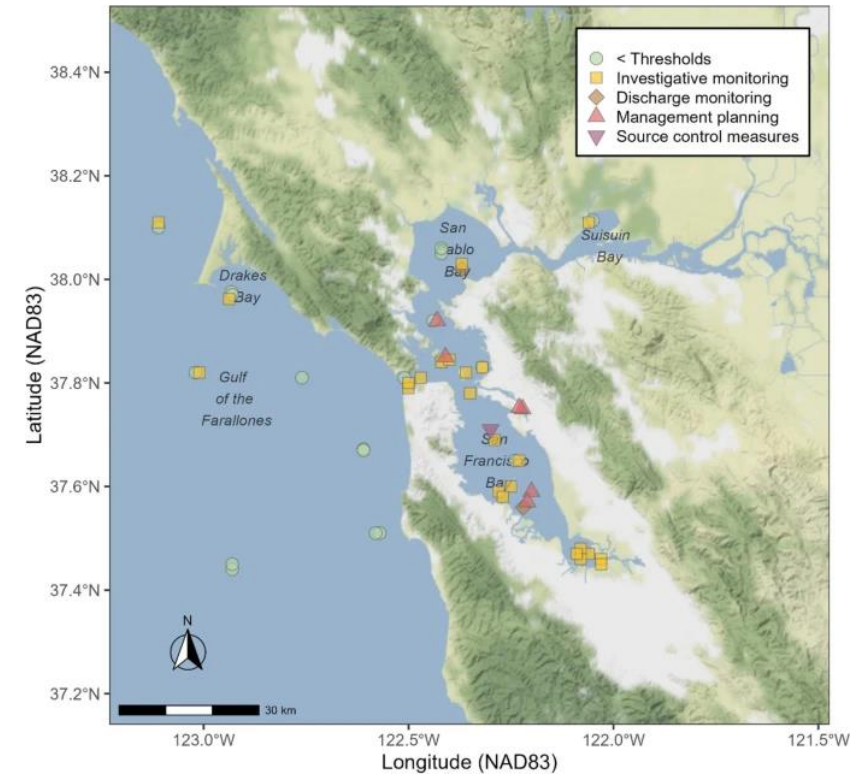 38.4°N
38.2°N
38.0°N
37.8°N
37.6°N
37.4°N
37.2°N
Latitude (NAD83)
< Thresholds
Investigative monitoring
Discharge monitoring
Management planning
Source control measures
San
ablo
Bay
Suisuin
Bay
Drakes
Bay
Gulf
of the
Farallones
San
Francisco
Bay
N
30 km
123.0°W
122.5°W
122.0°W
121.5°W
Longitude (NAD83)